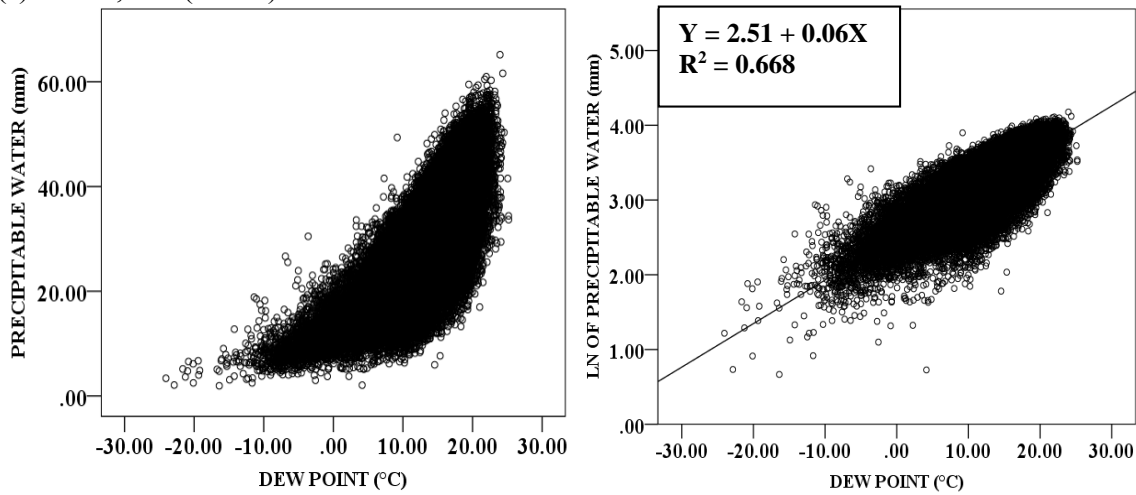 60.00
40.00
20.00
.00
-30.00 -20.00 -10.00 .00 10.00 20.00 30.00
DEW POINT (°C)
PRECIPITABLE WATER (mm)
Y = 2.51 + 0.06X
R² = 0.668
5.00
4.00
3.00
2.00
1.00
.00
-30.00 -20.00 -10.00 .00 10.00 20.00 30.00
DEW POINT (°C)
LN OF PRECIPITABLE WATER (mm)